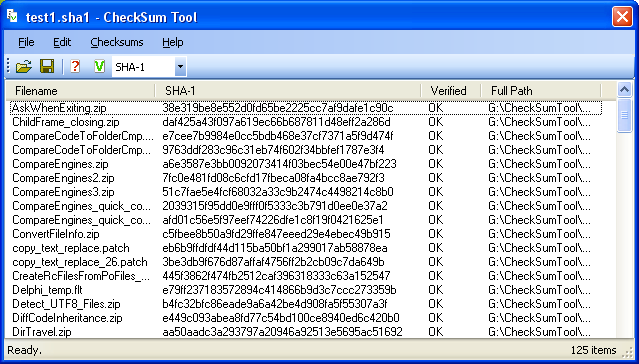 test1.sha1 - CheckSum Tool
File Edit Checksums Help
SHA-1
Filename SHA-1 Verified Full Path
AskWhenExiting.zip 38e319be8e552d0fd65be2225cc7af9dafe1c90c OK G:\CheckSumTool\...
ChildFrame_closing.zip daf425a43f097a619ec66b687811d48eff2a286d OK G:\CheckSumTool\...
CompareCodeToFolderCmp... e7cee7b9984e0cc5bdb468e37cf7371a5f9d474f OK G:\CheckSumTool\...
CompareCodeToFolderCmp... 9763ddf283c96c31eb74f602f34bbfef1787e3f4 OK G:\CheckSumTool\...
CompareEngines.zip a6e3587e3bb0092073414f03bec54e00e47bf223 OK G:\CheckSumTool\...
CompareEngines2.zip 7fc0e481fd08c6cfd17fbeca08fa4bcc8ae792f3 OK G:\CheckSumTool\...
CompareEngines3.zip 51c7fae5e4fcf68032a33c9b2474c4498214c8b0 OK G:\CheckSumTool\...
CompareEngines_quick_co... 2039315f95dd0e9fff0f5333c3b791d0ee0e37a2 OK G:\CheckSumTool\...
CompareEngines_quick_co... afd01c56e5f97eef74226dfe1c8f19f0421625e1 OK G:\CheckSumTool\...
ConvertFileInfo.zip c5fbee8b50a9fd29ffe847eeed29e4ebec49b915 OK G:\CheckSumTool\...
copy_text_replace.patch eb6b9ffdfdf44d115ba50bf1a299017ab58878ea OK G:\CheckSumTool\...
copy_text_replace_26.patch 3be3db9f676d87affaf4756ff2b2cb09c7da649b OK G:\CheckSumTool\...
CreateRcFilesFromPoFiles_... 445f3862f474fb2512caf396318333c63a152547 OK G:\CheckSumTool\...
Delphi_temp.flt e79ff237183572894c414866b9d3c7ccc273359b OK G:\CheckSumTool\...
Detect_UTF8_Files.zip b4fc32bfc86eade9a6a42be4d908fa5f55307a3f OK G:\CheckSumTool\...
DiffCodeInheritance.zip e449c093abea8fd77c54bd100ce8940ed6c420b0 OK G:\CheckSumTool\...
DirTravel.zip aa50aadc3a293797a20946a92513e5695ac51692 OK G:\CheckSumTool\...
Ready. 125 items